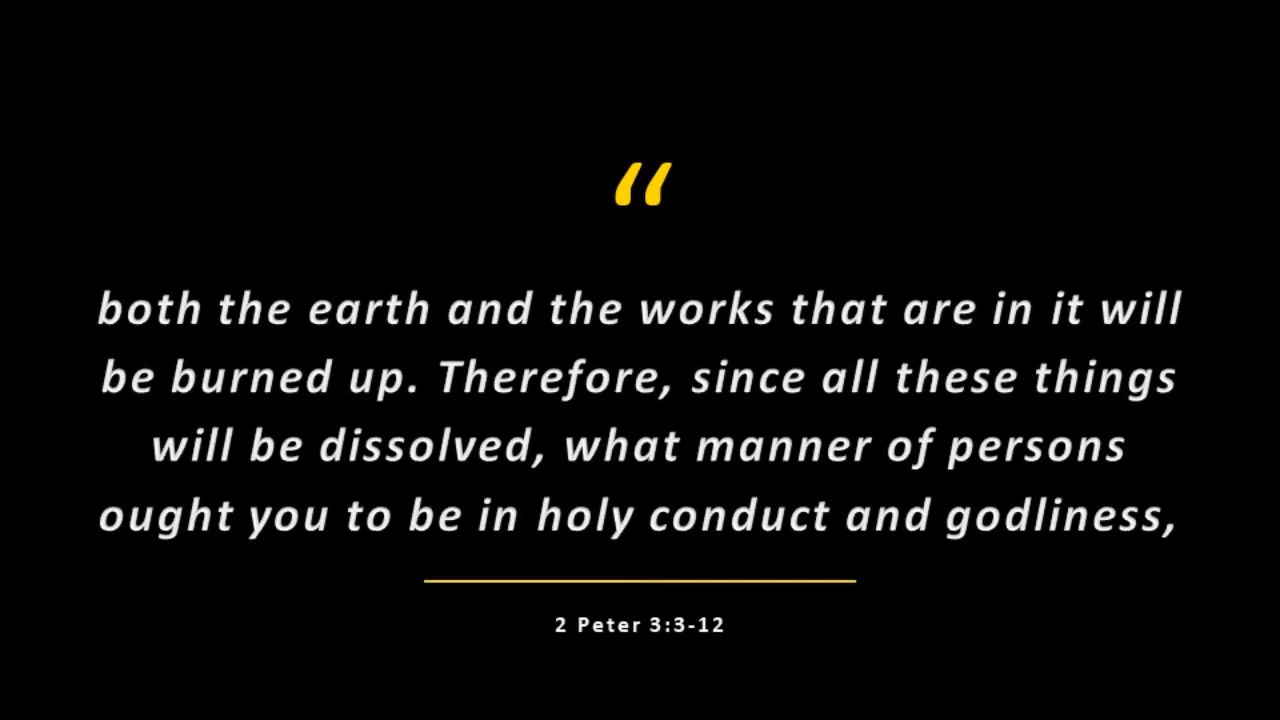 “
both the earth and the works that are in it will
be burned up. Therefore, since all these things
will be dissolved, what manner of persons
ought you to be in holy conduct and godliness,
2 Peter 3:3-12